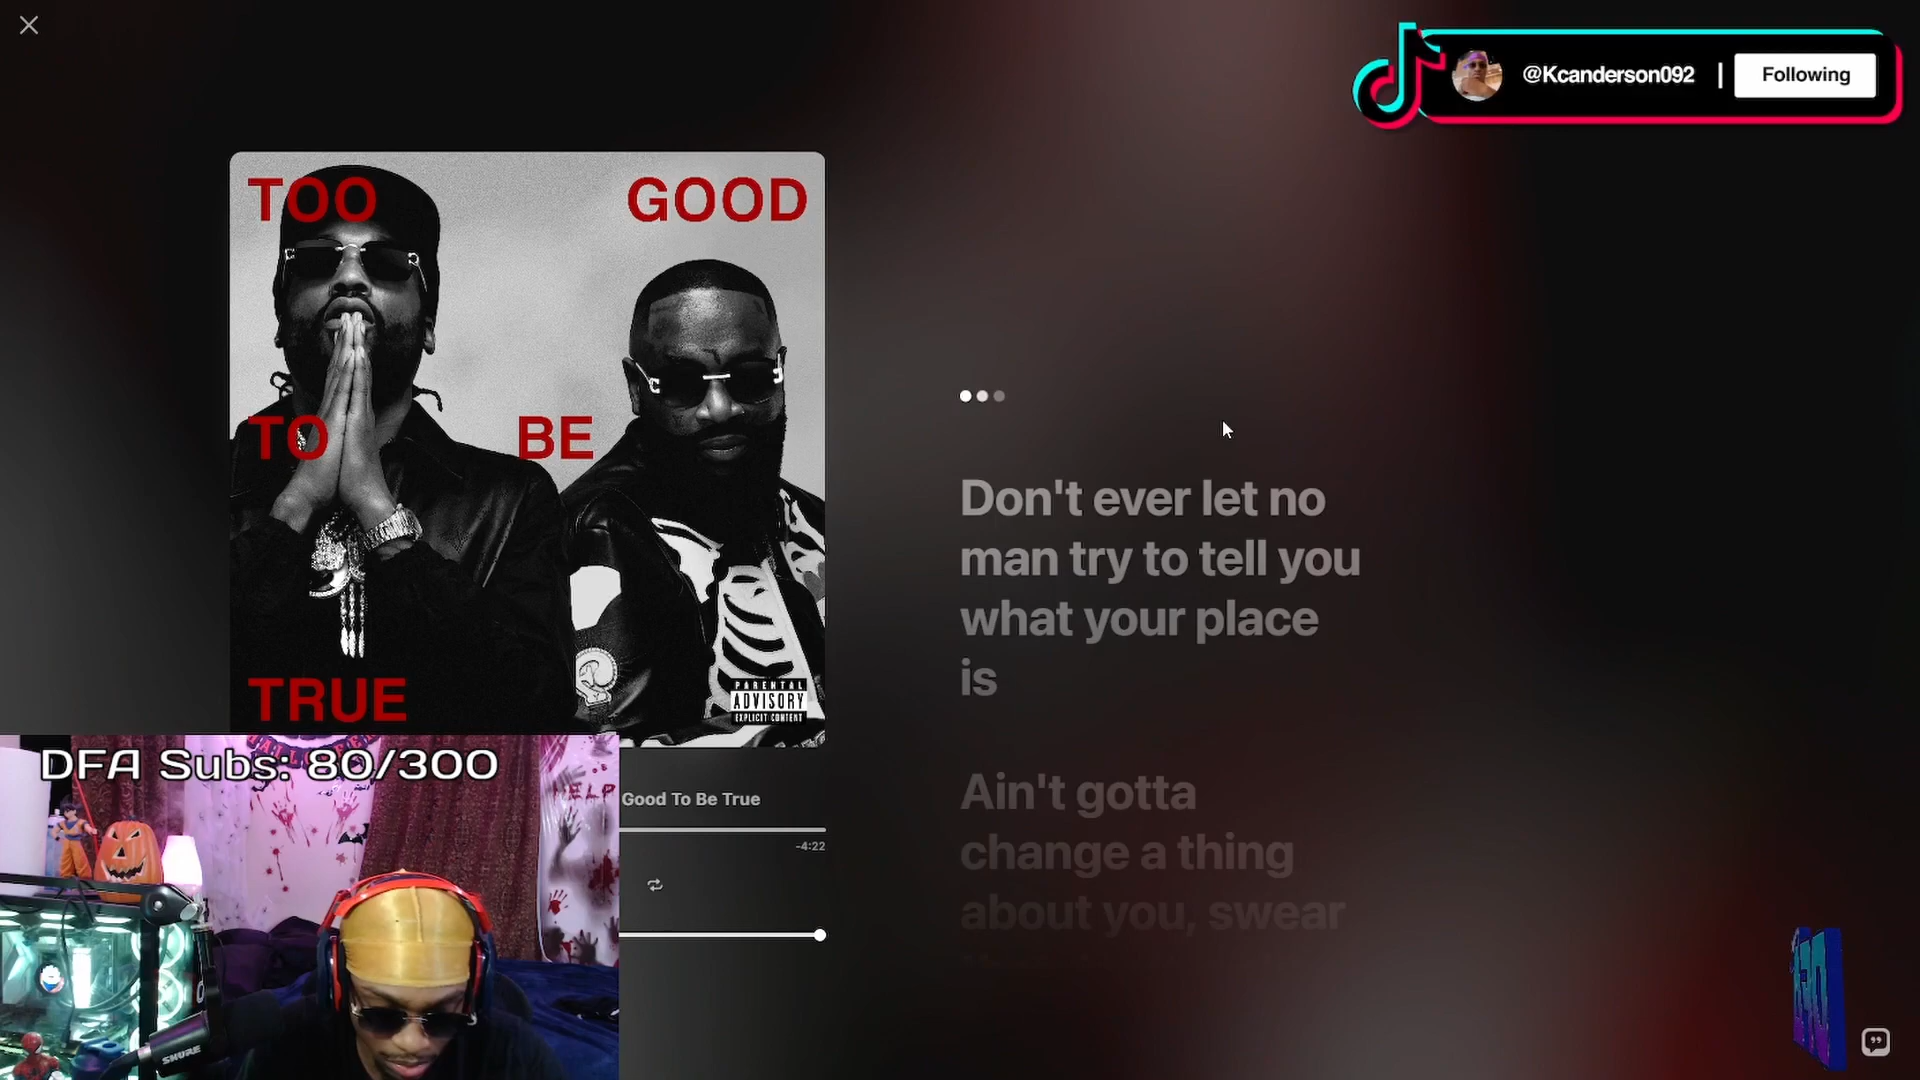 @Kcanderson092 | Following
TOO GOOD
TO BE
TRUE
PARENTAL
ADVISORY
EXPLICIT CONTENT
Don't ever let no
man try to tell you
what your place
is
Ain't gotta
change a thing
about you, swear
DFA Subs: 80/300
HELP
Good To Be True
-4:22
SHURE